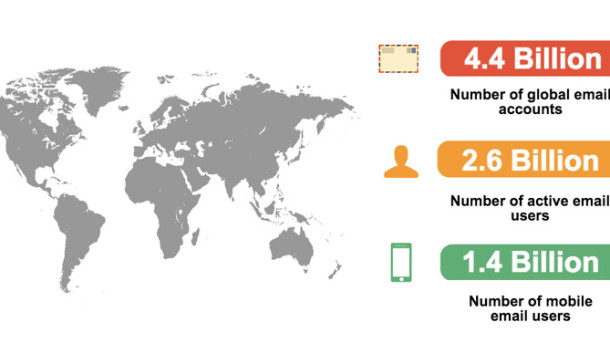 4.4 Billion
Number of global email
accounts
2.6 Billion
Number of active email
users
1.4 Billion
Number of mobile
email users